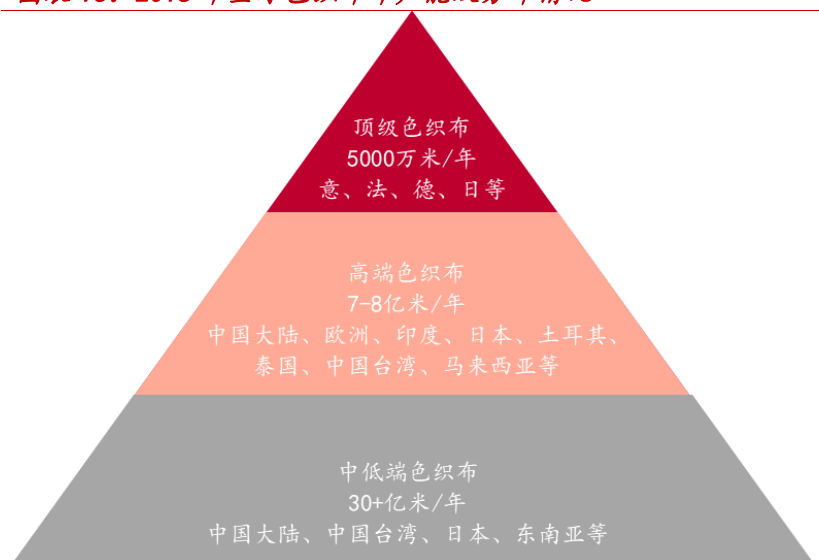 顶级色织布
5000万米/年
意、法、德、日等
高端色织布
7-8亿米/年
中国大陆、欧洲、印度、日本、土耳其、
泰国、中国台湾、马来西亚等
中低端色织布
30+亿米/年
中国大陆、中国台湾、日本、东南亚等